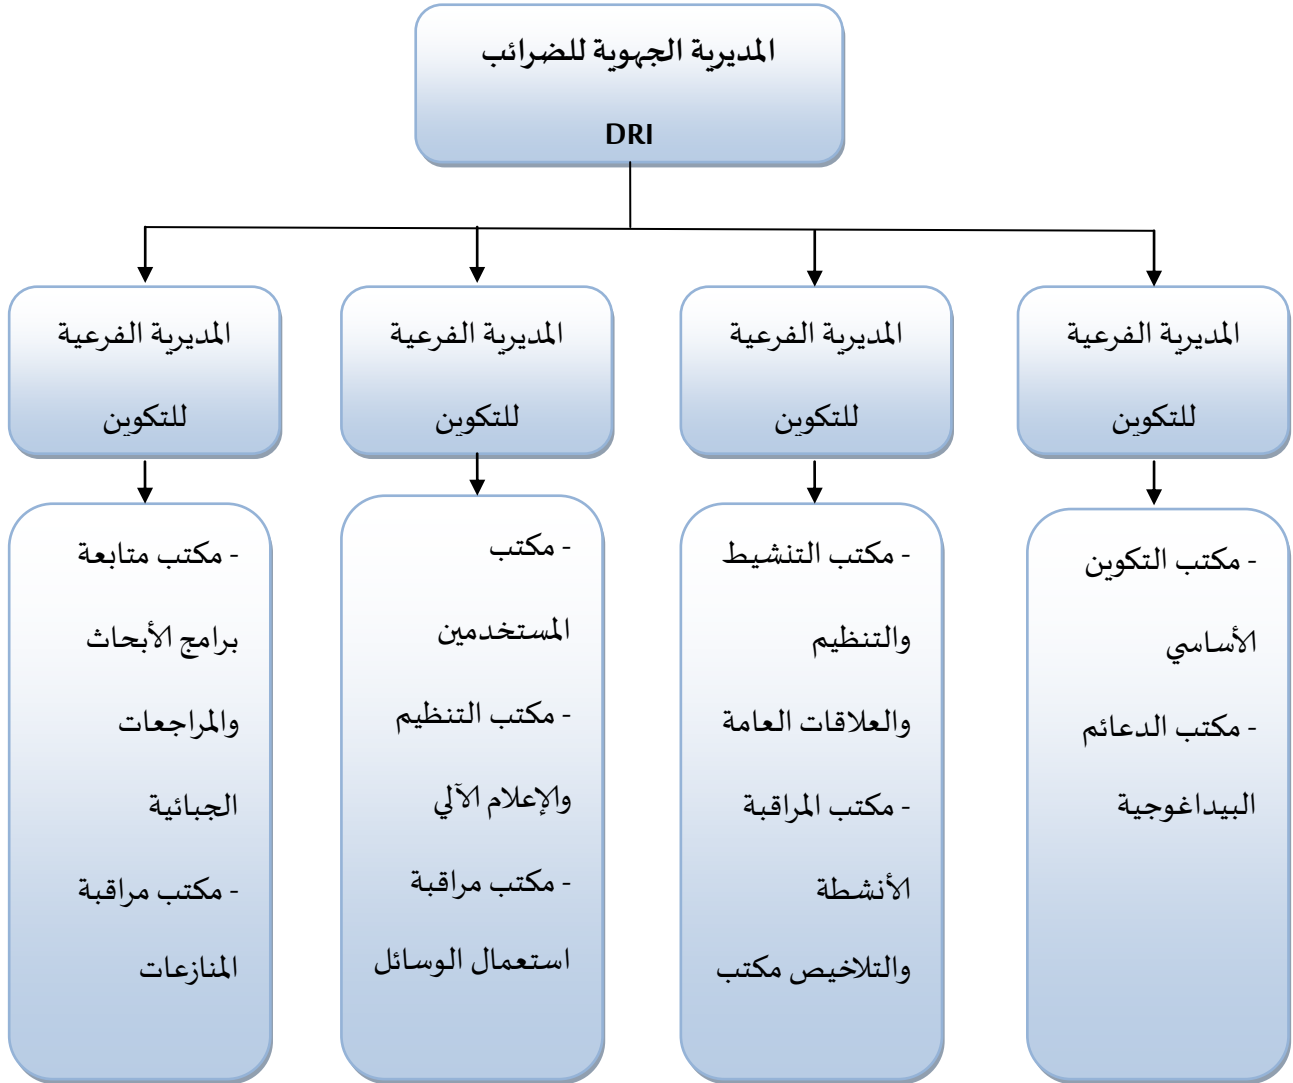 المديرية الجهوية للضرائب
DRI
المديرية الفرعية
للتكوين
المديرية الفرعية
للتكوين
المديرية الفرعية
للتكوين
المديرية الفرعية
للتكوين
- مكتب التكوين
الأساسي
- مكتب الدعائم
البيداغوجية
- مكتب التنشيط
والتنظيم
والعلاقات العامة
- مكتب المراقبة
الأنشطة
والتلاخيص مكتب
- مكتب
المستخدمين
- مكتب التنظيم
والإعلام الآلي
- مكتب مراقبة
استعمال الوسائل
- مكتب متابعة
برامج الأبحاث
والمراجعات
الجبائية
- مكتب مراقبة
المنازعات